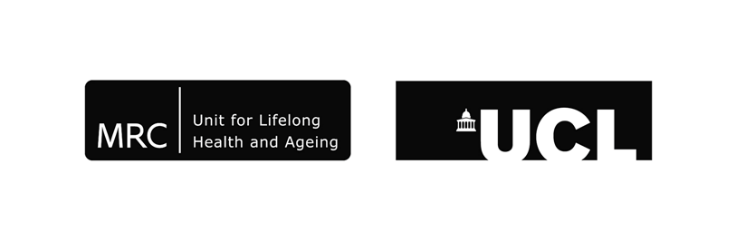 MRC
Unit for Lifelong
Health and Ageing
UCL